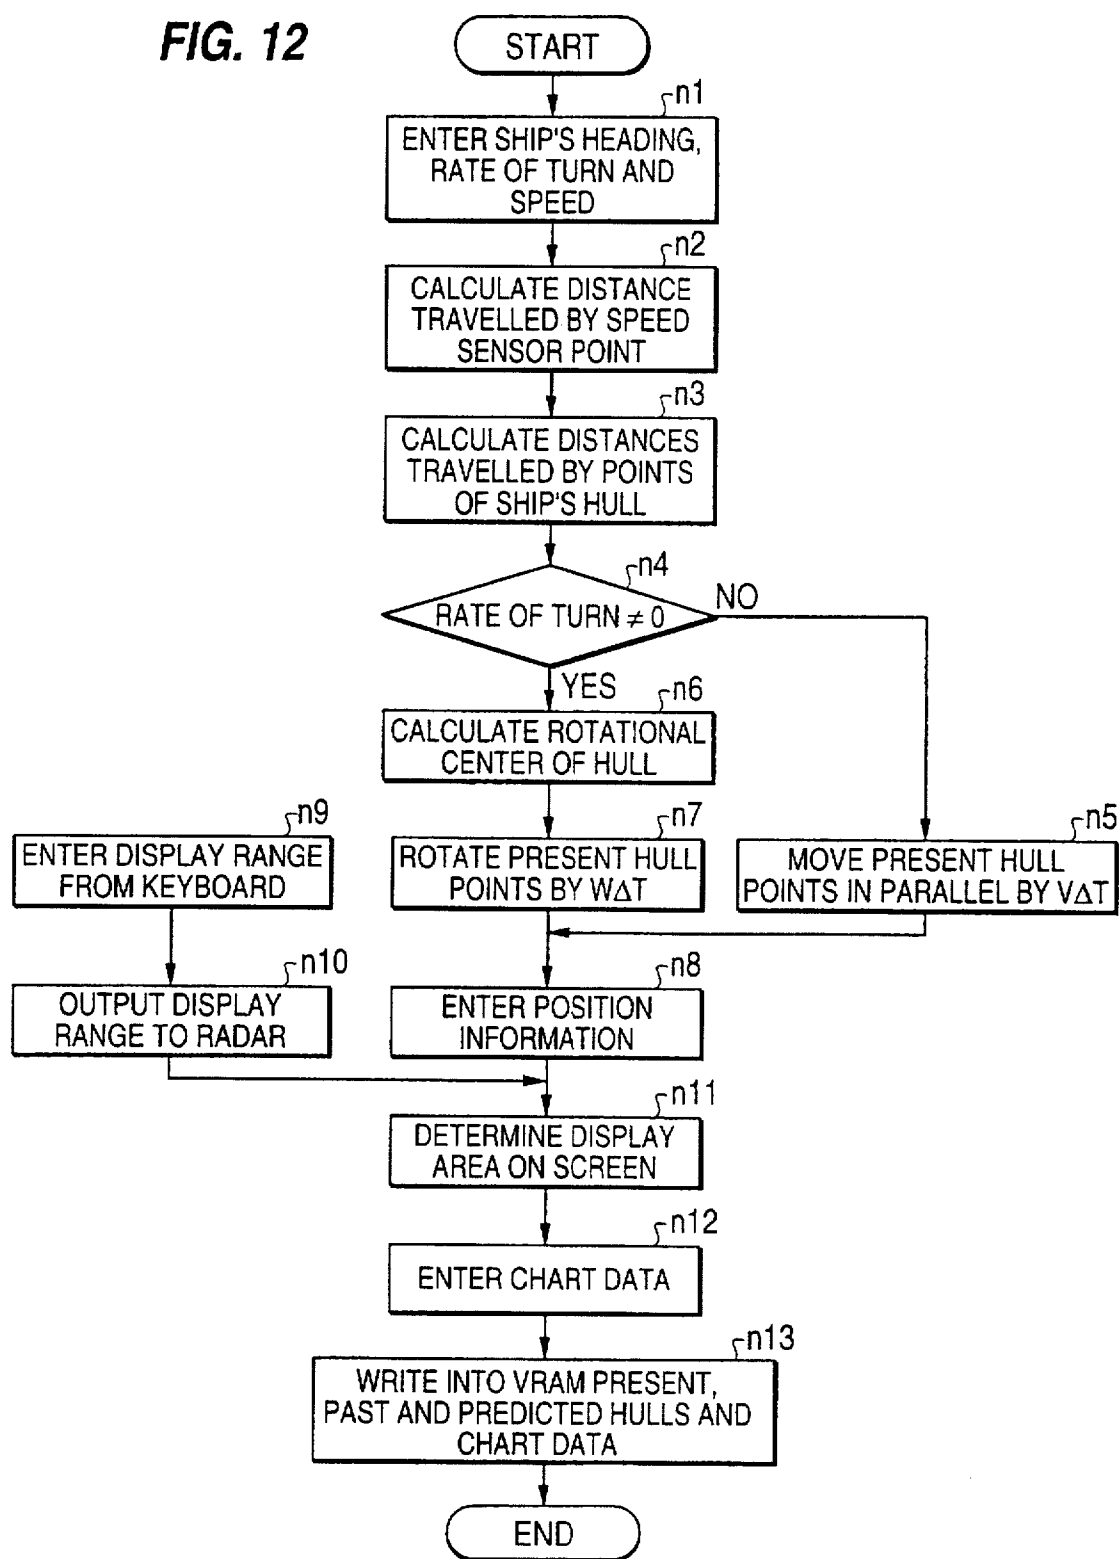 FIG. 12
START
n1
ENTER SHIP'S HEADING,
RATE OF TURN AND
SPEED
n2
CALCULATE DISTANCE
TRAVELLED BY SPEED
SENSOR POINT
n3
CALCULATE DISTANCES
TRAVELLED BY POINTS
OF SHIP'S HULL
n4
RATE OF TURN ≠ 0
NO
YES
n6
CALCULATE ROTATIONAL
CENTER OF HULL
n9
ENTER DISPLAY RANGE
FROM KEYBOARD
n7
ROTATE PRESENT HULL
POINTS BY WΔT
n5
MOVE PRESENT HULL
POINTS IN PARALLEL BY VΔT
n10
OUTPUT DISPLAY
RANGE TO RADAR
n8
ENTER POSITION
INFORMATION
n11
DETERMINE DISPLAY
AREA ON SCREEN
n12
ENTER CHART DATA
n13
WRITE INTO VRAM PRESENT,
PAST AND PREDICTED HULLS AND
CHART DATA
END